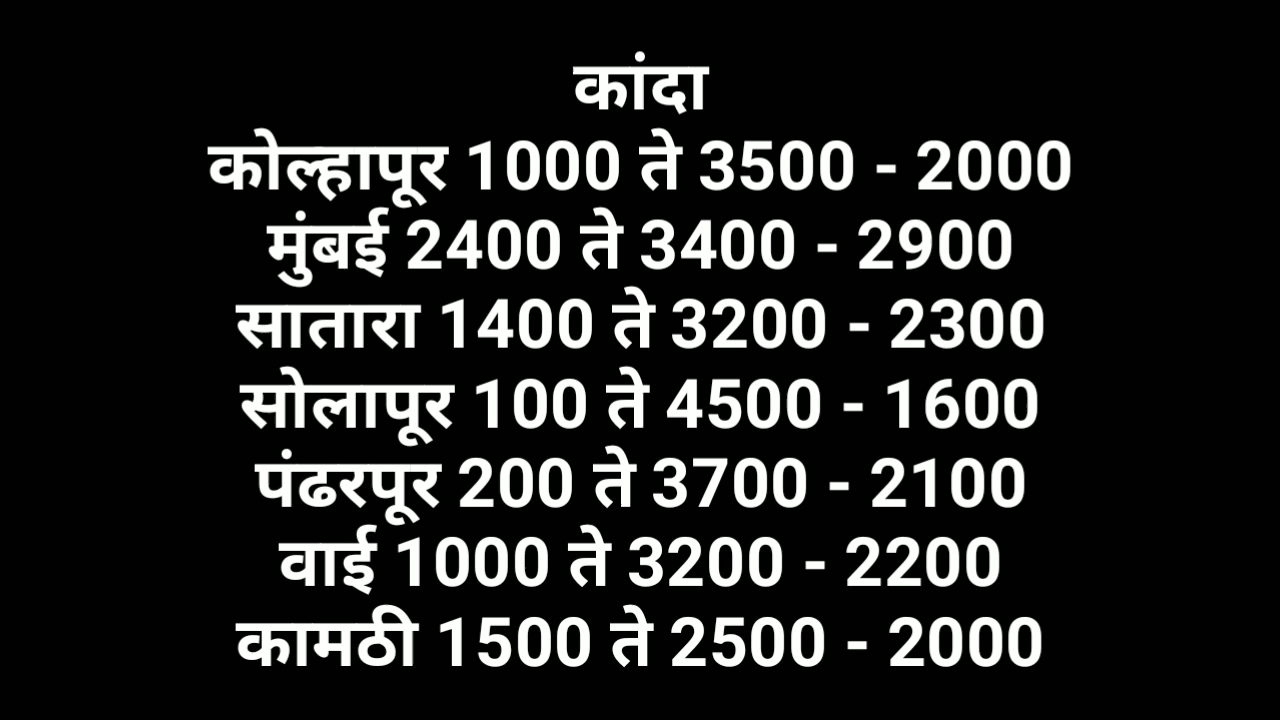 कांदा
कोल्हापूर 1000 ते 3500 - 2000
मुंबई 2400 ते 3400 - 2900
सातारा 1400 ते 3200 - 2300
सोलापूर 100 ते 4500 - 1600
पंढरपूर 200 ते 3700 - 2100
वाई 1000 ते 3200 - 2200
कामठी 1500 ते 2500 - 2000